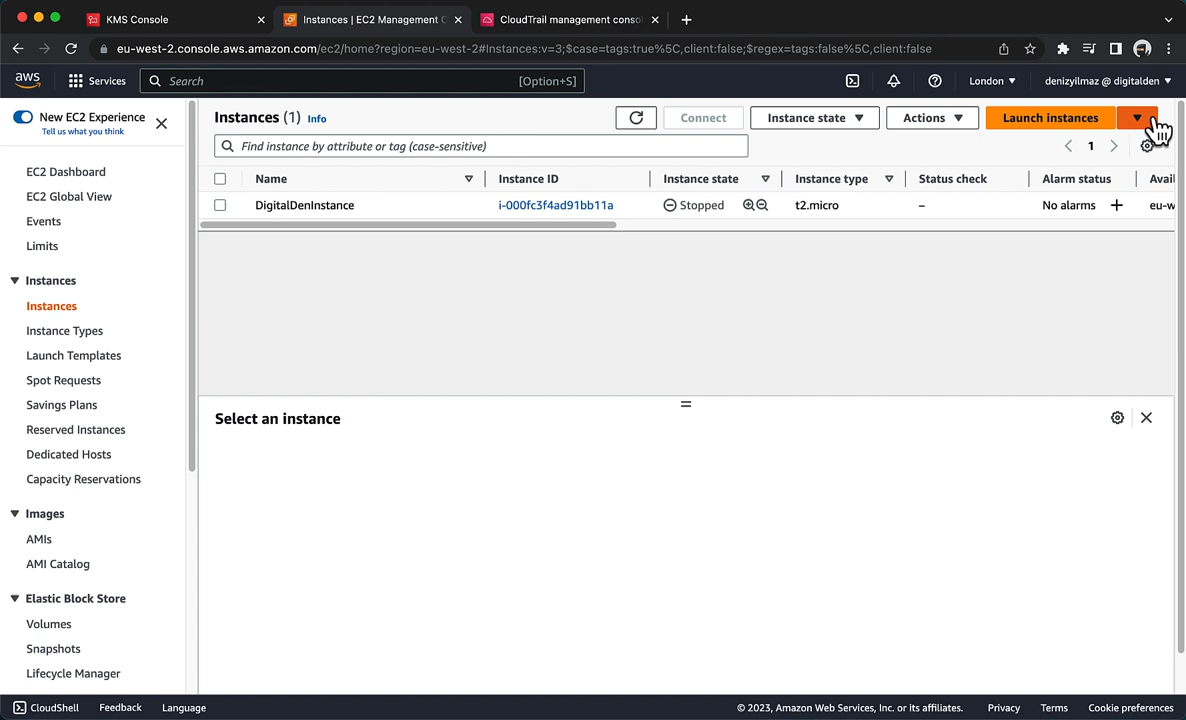 KMS Console
Instances | EC2 Management C
CloudTrail management conso
eu-west-2.console.aws.amazon.com/ec2/home?region=eu-west-2#Instances:v=3;$case=tags:true%5C,client:false;$regex=tags:false%5C,client:false
aws
Services
Search
[Option+S]
London
denizyilmaz @ digitalden
New EC2 Experience
Tell us what you think
EC2 Dashboard
EC2 Global View
Events
Limits
Instances
Instances
Instance Types
Launch Templates
Spot Requests
Savings Plans
Reserved Instances
Dedicated Hosts
Capacity Reservations
Images
AMIs
AMI Catalog
Elastic Block Store
Volumes
Snapshots
Lifecycle Manager
Instances (1) Info
Connect
Instance state
Actions
Launch instances
Find instance by attribute or tag (case-sensitive)
1
Name
Instance ID
Instance state
Instance type
Status check
Alarm status
Avail
DigitalDenInstance
i-000fc3f4ad91bb11a
Stopped
t2.micro
–
No alarms
eu-w
Select an instance
CloudShell
Feedback
Language
© 2023, Amazon Web Services, Inc. or its affiliates.
Privacy
Terms
Cookie preferences